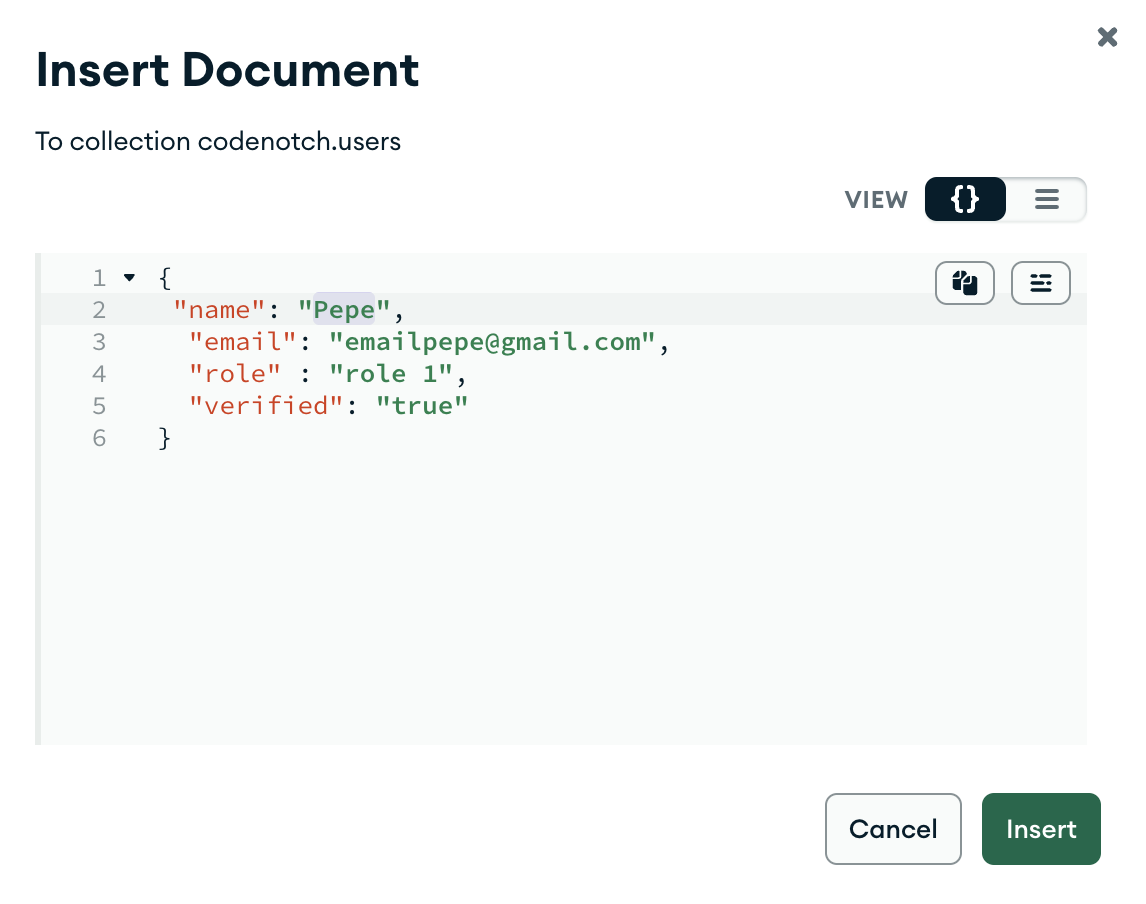 Insert Document
To collection codenotch.users
VIEW {}
1 {
2 "name": "Pepe",
3 "email": "emailpepe@gmail.com",
4 "role" : "role 1",
5 "verified": "true"
6 }
Cancel Insert